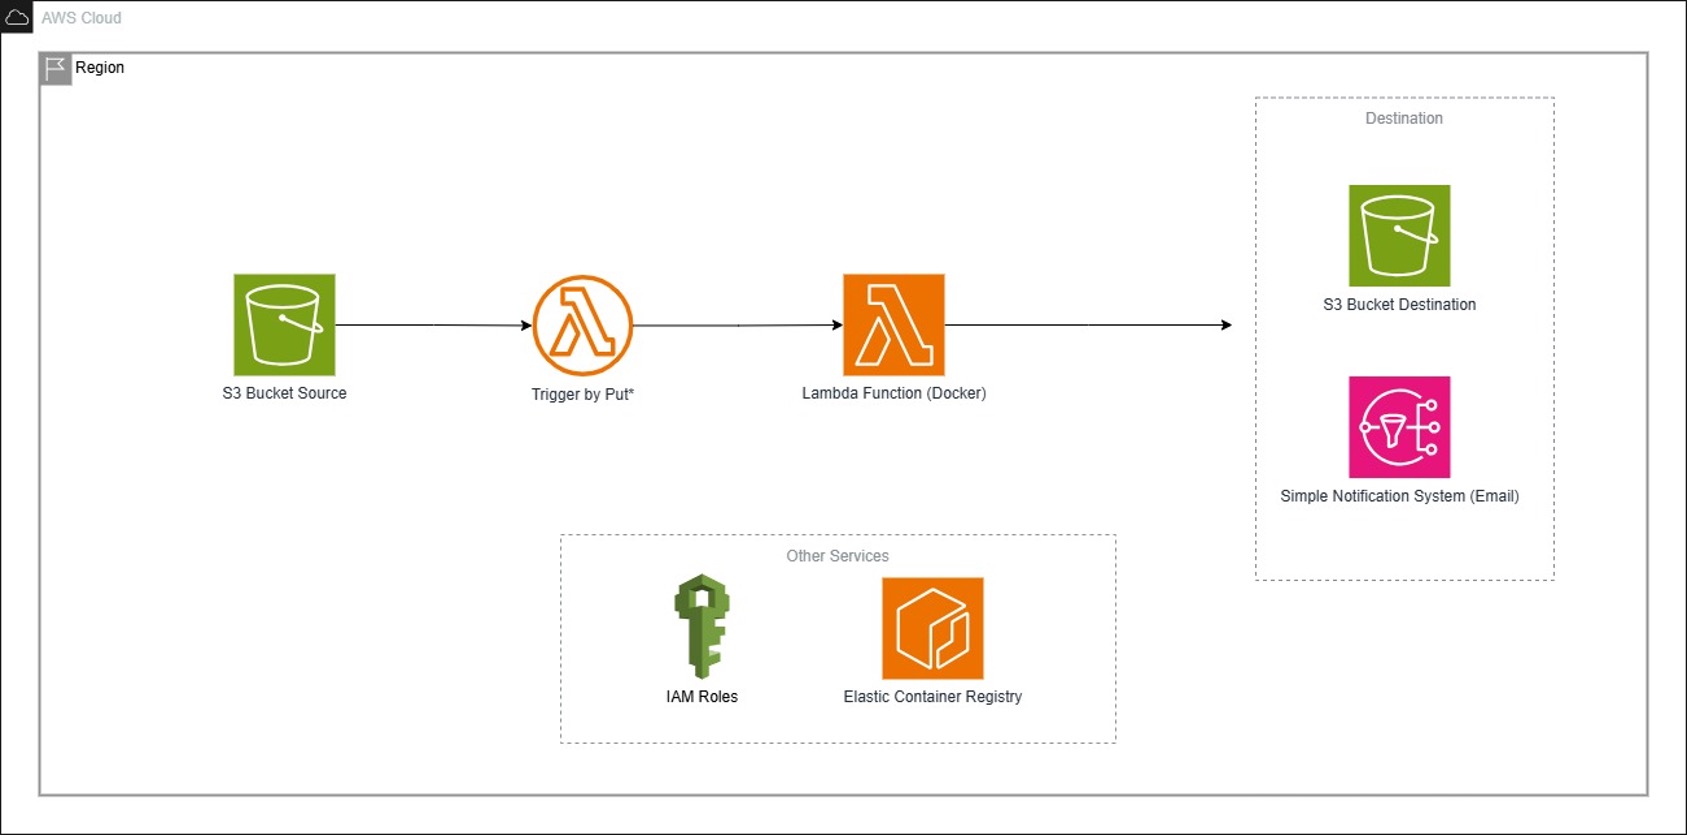 AWS Cloud
Region
Destination
S3 Bucket Destination
S3 Bucket Source
Trigger by Put*
Lambda Function (Docker)
Simple Notification System (Email)
Other Services
IAM Roles
Elastic Container Registry